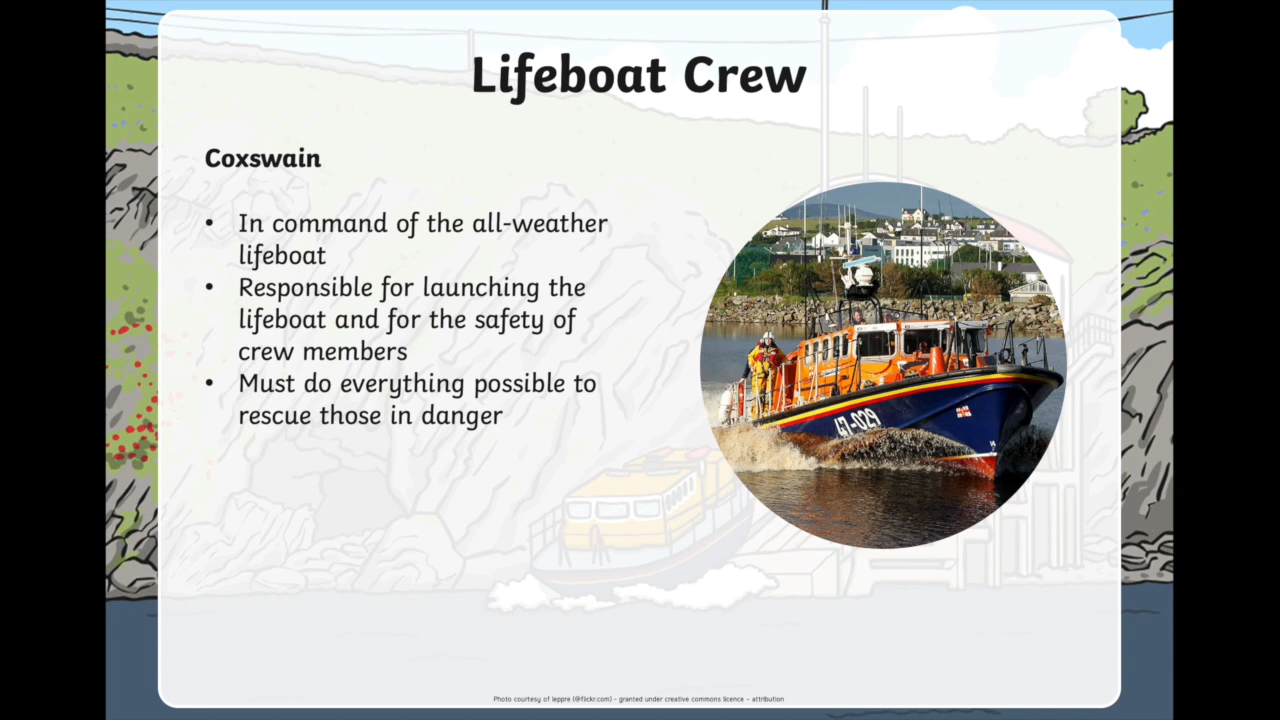 Lifeboat Crew
Coxswain
• In command of the all-weather
lifeboat
• Responsible for launching the
lifeboat and for the safety of
crew members
• Must do everything possible to
rescue those in danger
47-029
Photo courtesy of leppre (@flickr.com) - granted under creative commons licence - attribution